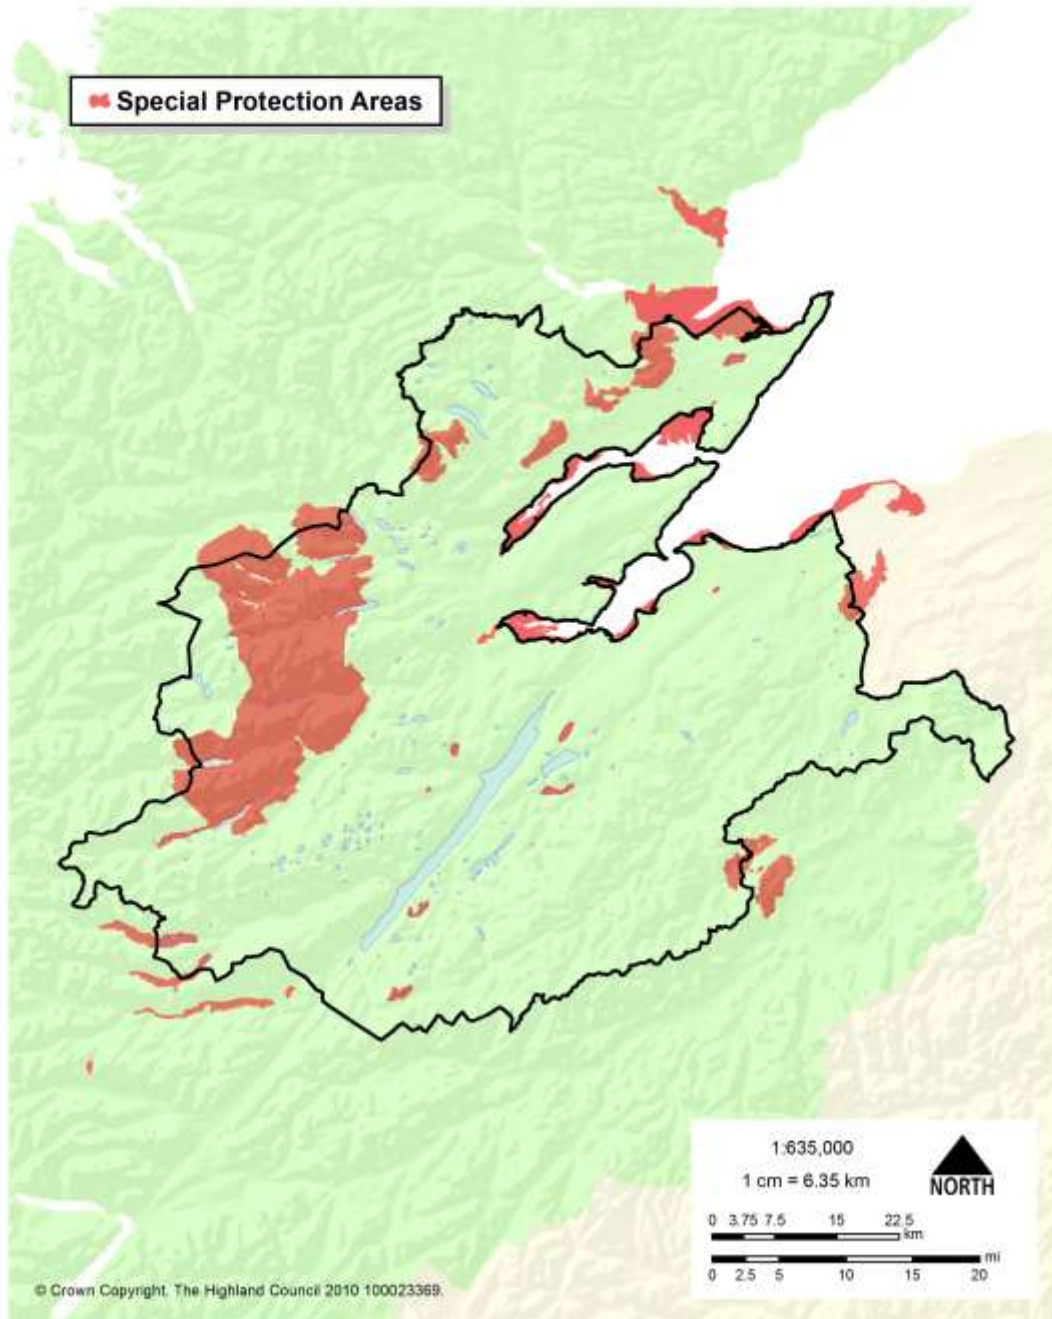 Special Protection Areas
1:635,000
1 cm = 6.35 km
NORTH
0 3.75 7.5 15 22.5
km
mi
0 2.5 5 10 15 20
© Crown Copyright. The Highland Council 2010 100023369.